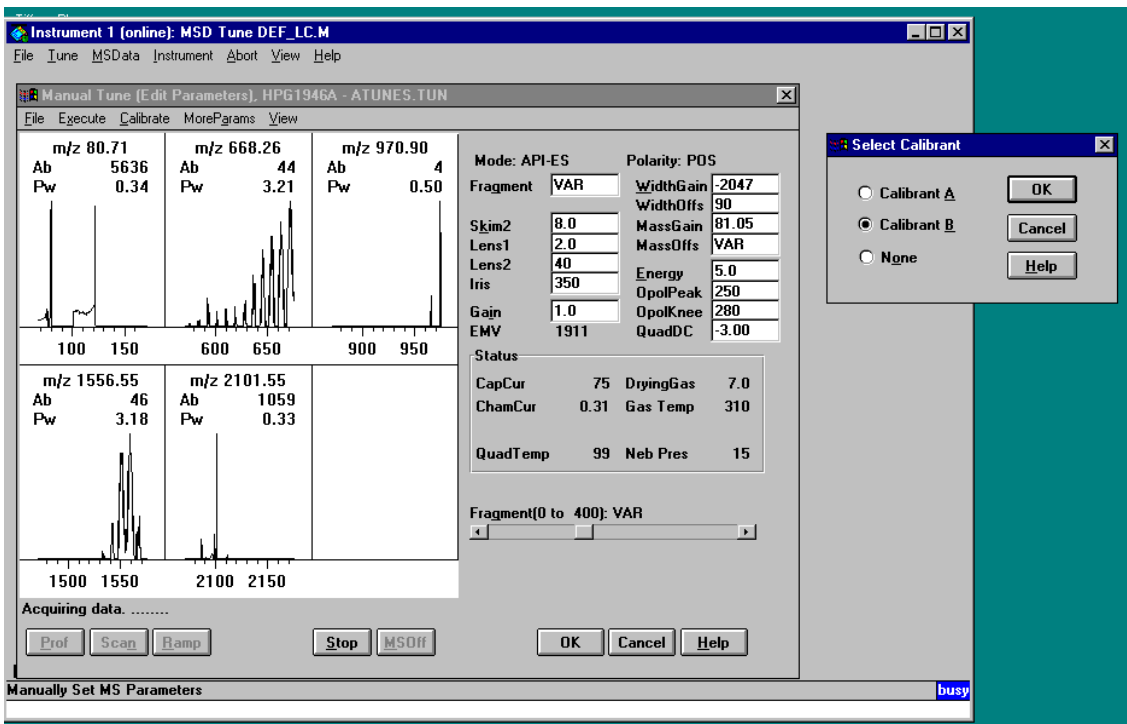 Instrument 1 (online): MSD Tune DEF_LC.M
File Tune MSData Instrument Abort View Help
Manual Tune (Edit Parameters), HPG1946A - ATUNES.TUN
File Execute Calibrate MoreParams View
m/z 80.71
Ab 5636
Pw 0.34
100 150
m/z 668.26
Ab 44
Pw 3.21
600 650
m/z 970.90
Ab 4
Pw 0.50
900 950
m/z 1556.55
Ab 46
Pw 3.18
1500 1550
m/z 2101.55
Ab 1059
Pw 0.33
2100 2150
Mode: API-ES Polarity: POS
Fragment VAR
Skim2 8.0
Lens1 2.0
Lens2 40
Iris 350
Gain 1.0
EMV 1911
WidthGain -2047
WidthOffs 90
MassGain 81.05
MassOffs VAR
Energy 5.0
OpolPeak 250
OpolKnee 280
QuadDC -3.00
Status
CapCur 75 DryingGas 7.0
ChamCur 0.31 Gas Temp 310
QuadTemp 99 Neb Pres 15
Fragment(0 to 400): VAR
Acquiring data. ........
Prof Scan Ramp Stop MSOff OK Cancel Help
Manually Set MS Parameters busy
Select Calibrant
Calibrant A
Calibrant B
None
OK
Cancel
Help